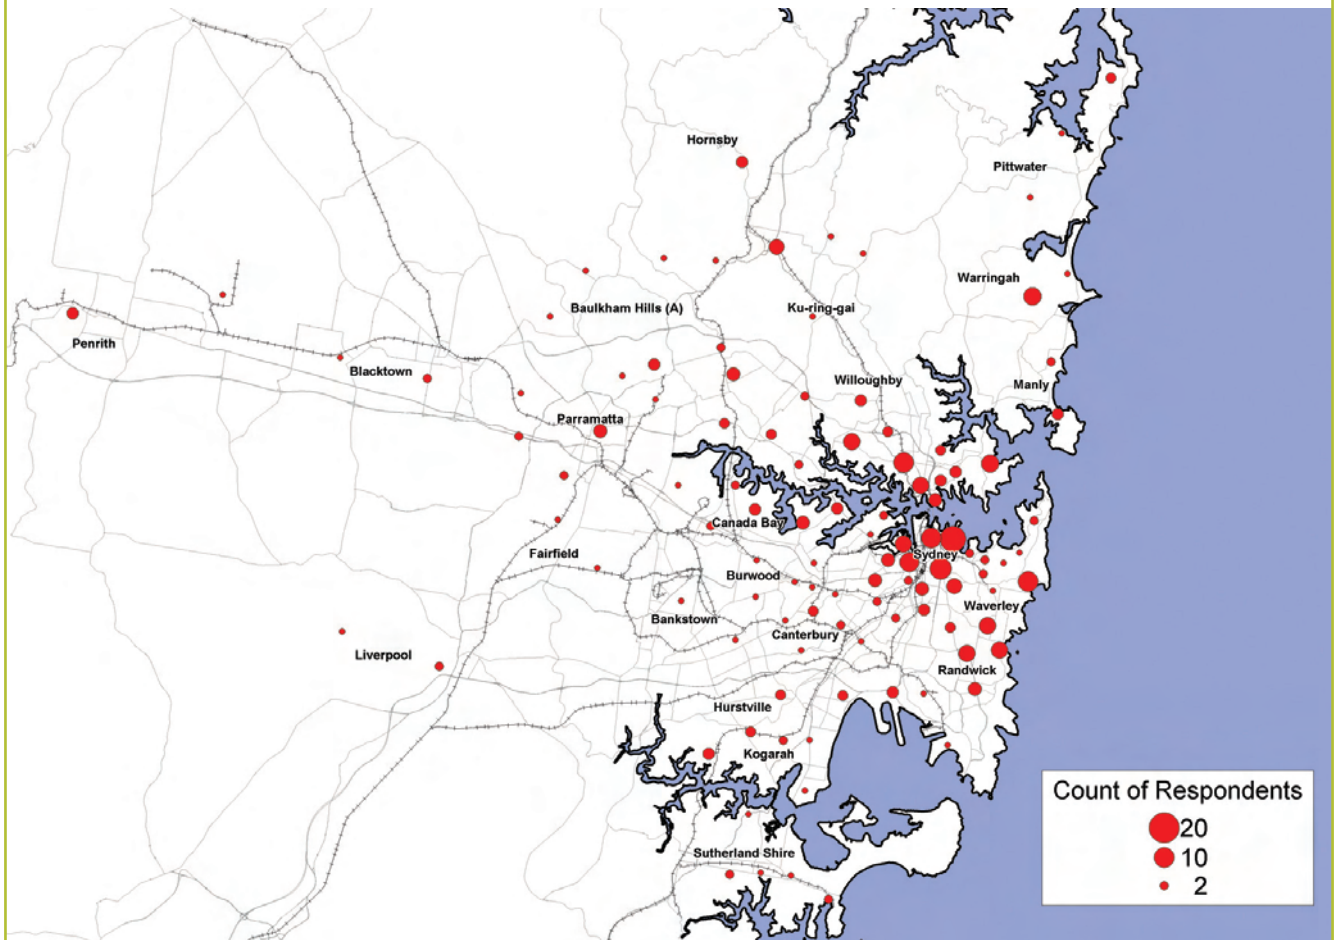 Hornsby
Pittwater
Warringah
Baulkham Hills (A)
Ku-ring-gai
Penrith
Blacktown
Willoughby
Manly
Parramatta
Canada Bay
Fairfield
Sydney
Burwood
Waverley
Bankstown
Canterbury
Liverpool
Randwick
Hurstville
Kogarah
Sutherland Shire
Count of Respondents
20
10
2